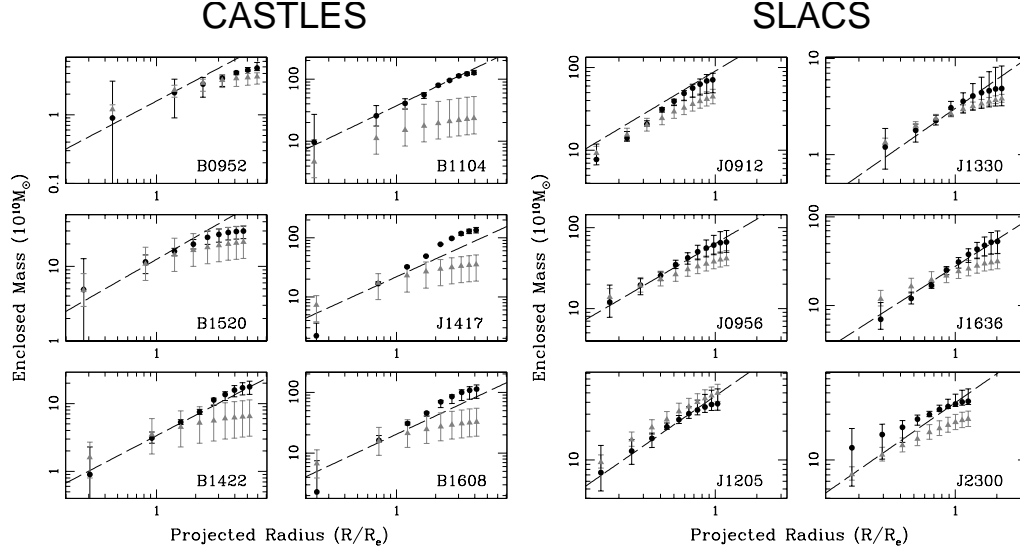 CASTLES
SLACS
Enclosed Mass (10¹⁰M☉)
1
0.1
B0952
1
100
10
B1104
1
10
1
B1520
1
100
10
J1417
1
10
1
B1422
1
100
10
B1608
1
Projected Radius (R/Rₑ)
Enclosed Mass (10¹⁰M☉)
100
10
J0912
1
10
1
J1330
1
100
10
J0956
1
100
10
J1636
1
10
J1205
1
10
J2300
1
Projected Radius (R/Rₑ)